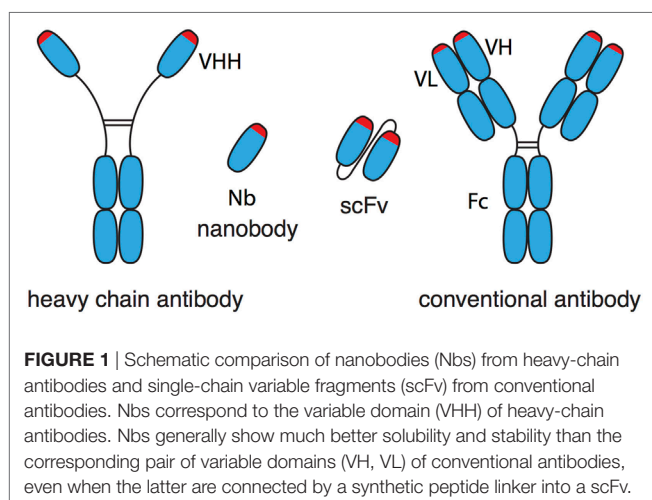 VHH
VH
VL
Nb
nanobody
scFv
Fc
heavy chain antibody
conventional antibody
FIGURE 1 | Schematic comparison of nanobodies (Nbs) from heavy-chain
antibodies and single-chain variable fragments (scFv) from conventional
antibodies. Nbs correspond to the variable domain (VHH) of heavy-chain
antibodies. Nbs generally show much better solubility and stability than the
corresponding pair of variable domains (VH, VL) of conventional antibodies,
even when the latter are connected by a synthetic peptide linker into a scFv.